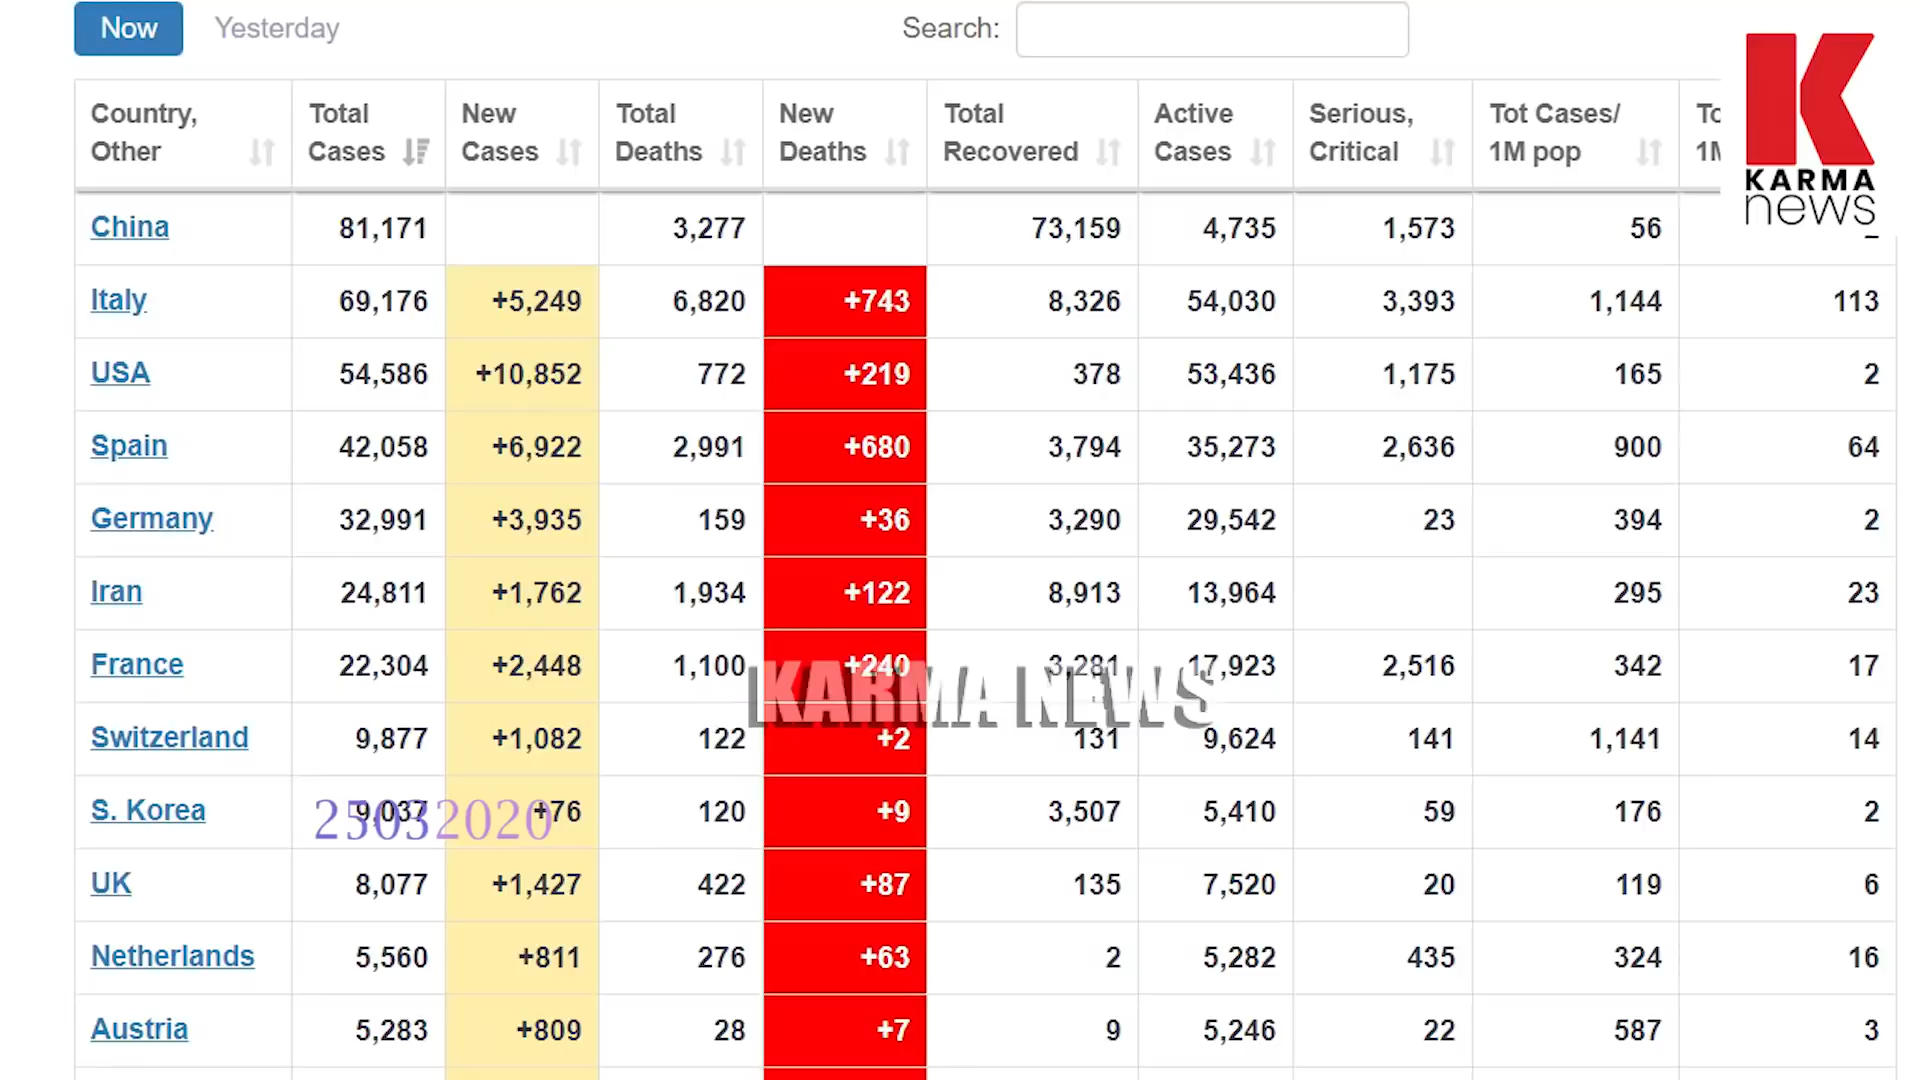 Now Yesterday Search:
Country, Other Total Cases New Cases Total Deaths New Deaths Total Recovered Active Cases Serious, Critical Tot Cases/ 1M pop
KARMA
news
China 81,171 3,277 73,159 4,735 1,573 56
Italy 69,176 +5,249 6,820 +743 8,326 54,030 3,393 1,144 113
USA 54,586 +10,852 772 +219 378 53,436 1,175 165 2
Spain 42,058 +6,922 2,991 +680 3,794 35,273 2,636 900 64
Germany 32,991 +3,935 159 +36 3,290 29,542 23 394 2
Iran 24,811 +1,762 1,934 +122 8,913 13,964 295 23
France 22,304 +2,448 1,100 +240 3,281 17,923 2,516 342 17
KARMA NEWS
Switzerland 9,877 +1,082 122 +2 131 9,624 141 1,141 14
S. Korea 9,037 +76 120 +9 3,507 5,410 59 176 2
25032020
UK 8,077 +1,427 422 +87 135 7,520 20 119 6
Netherlands 5,560 +811 276 +63 2 5,282 435 324 16
Austria 5,283 +809 28 +7 9 5,246 22 587 3